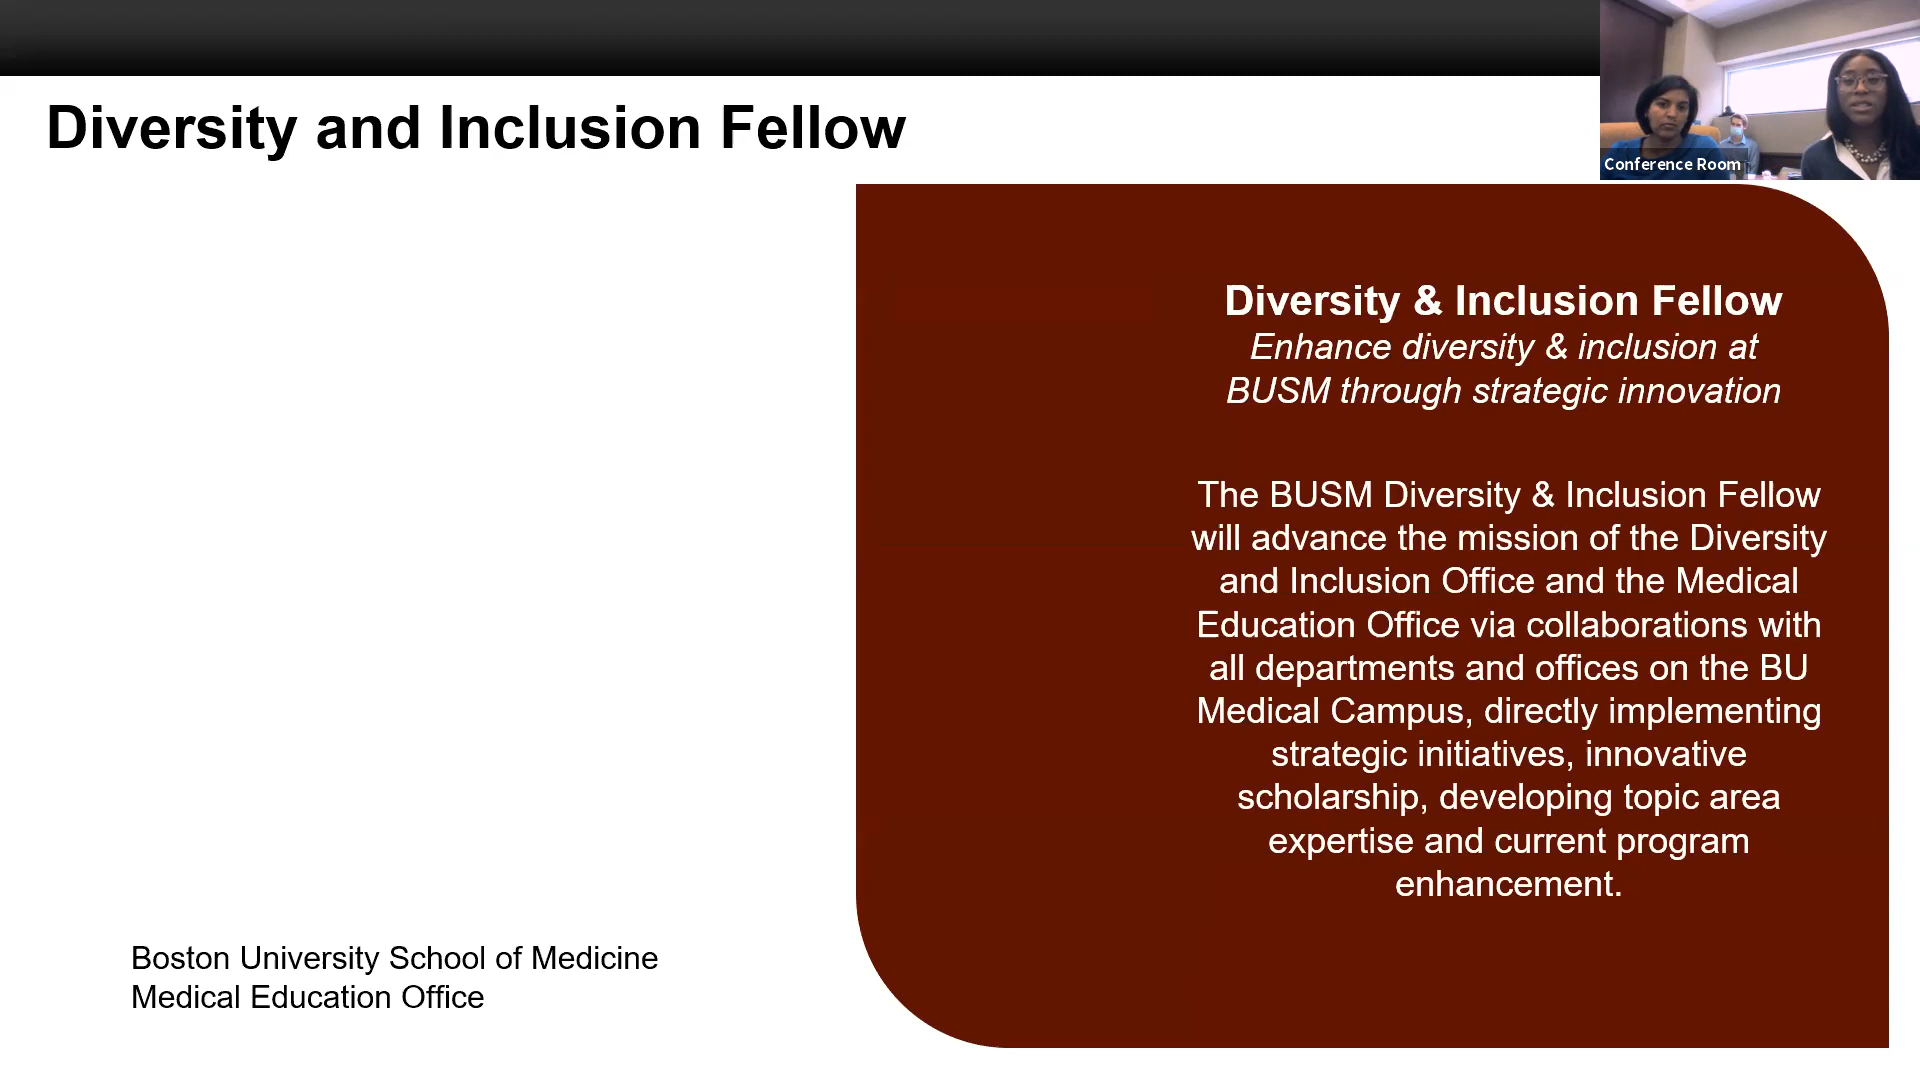 Diversity and Inclusion Fellow
Conference Room
Diversity & Inclusion Fellow
Enhance diversity & inclusion at
BUSM through strategic innovation
The BUSM Diversity & Inclusion Fellow
will advance the mission of the Diversity
and Inclusion Office and the Medical
Education Office via collaborations with
all departments and offices on the BU
Medical Campus, directly implementing
strategic initiatives, innovative
scholarship, developing topic area
expertise and current program
enhancement.
Boston University School of Medicine
Medical Education Office